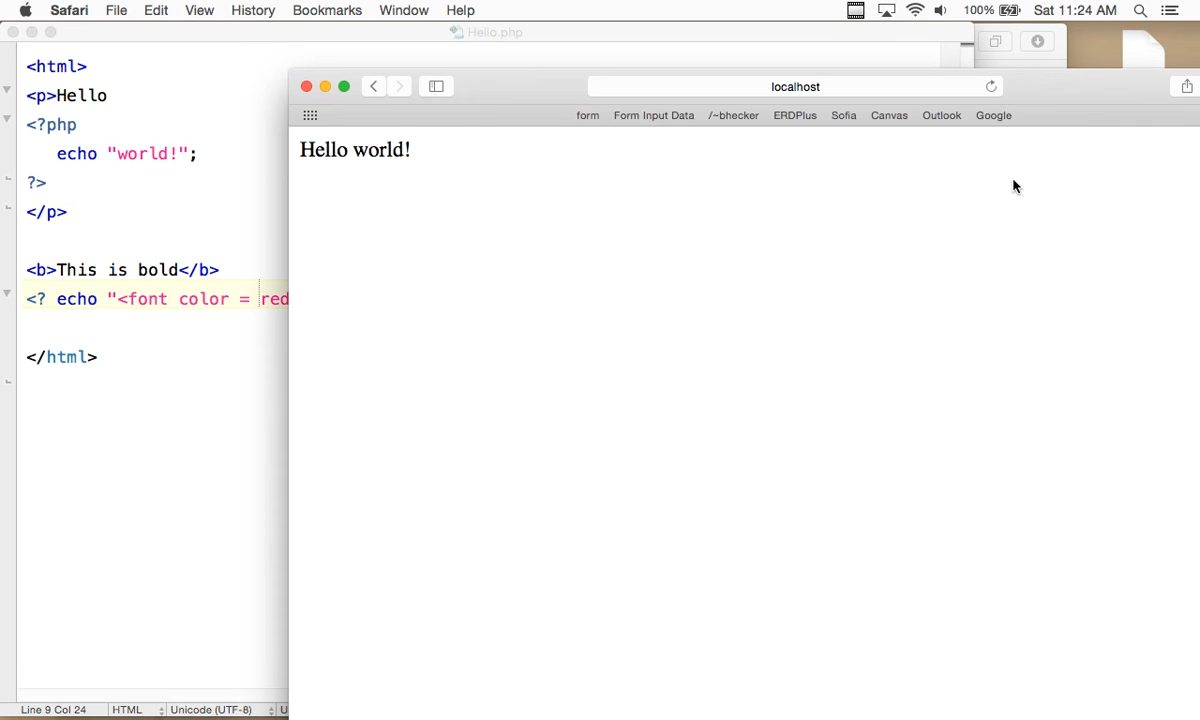 Safari File Edit View History Bookmarks Window Help 100% Sat 11:24 AM
Hello.php
<html>
<p>Hello
<?php
echo "world!";
?>
</p>
<b>This is bold</b>
<? echo "<font color = red
</html>
Line 9 Col 24 HTML Unicode (UTF-8) U
localhost
form Form Input Data /~bhecker ERDPlus Sofia Canvas Outlook Google
Hello world!